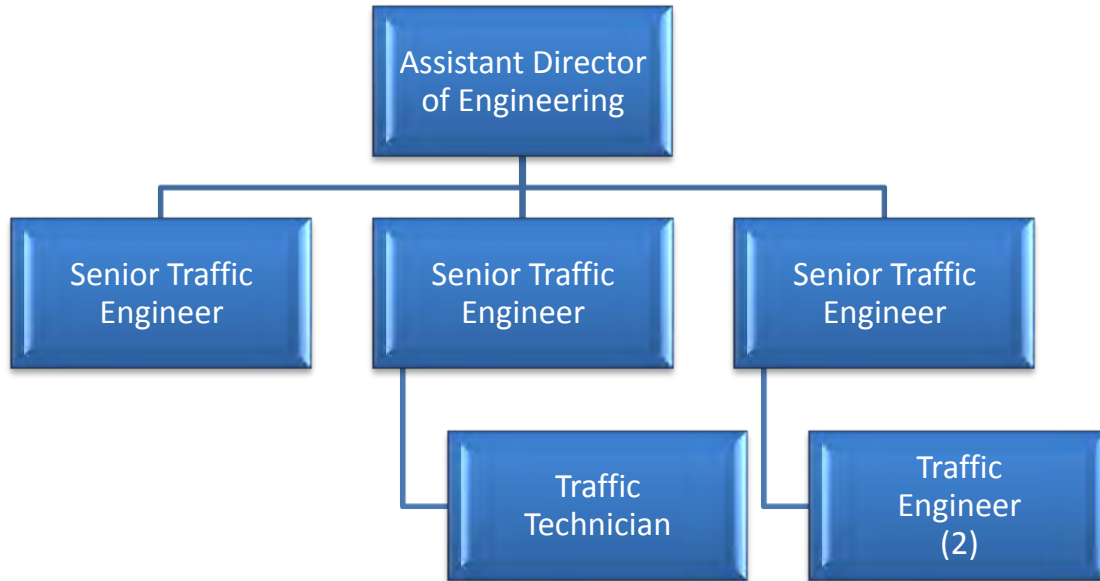 Assistant Director
of Engineering
Senior Traffic
Engineer
Senior Traffic
Engineer
Senior Traffic
Engineer
Traffic
Technician
Traffic
Engineer
(2)